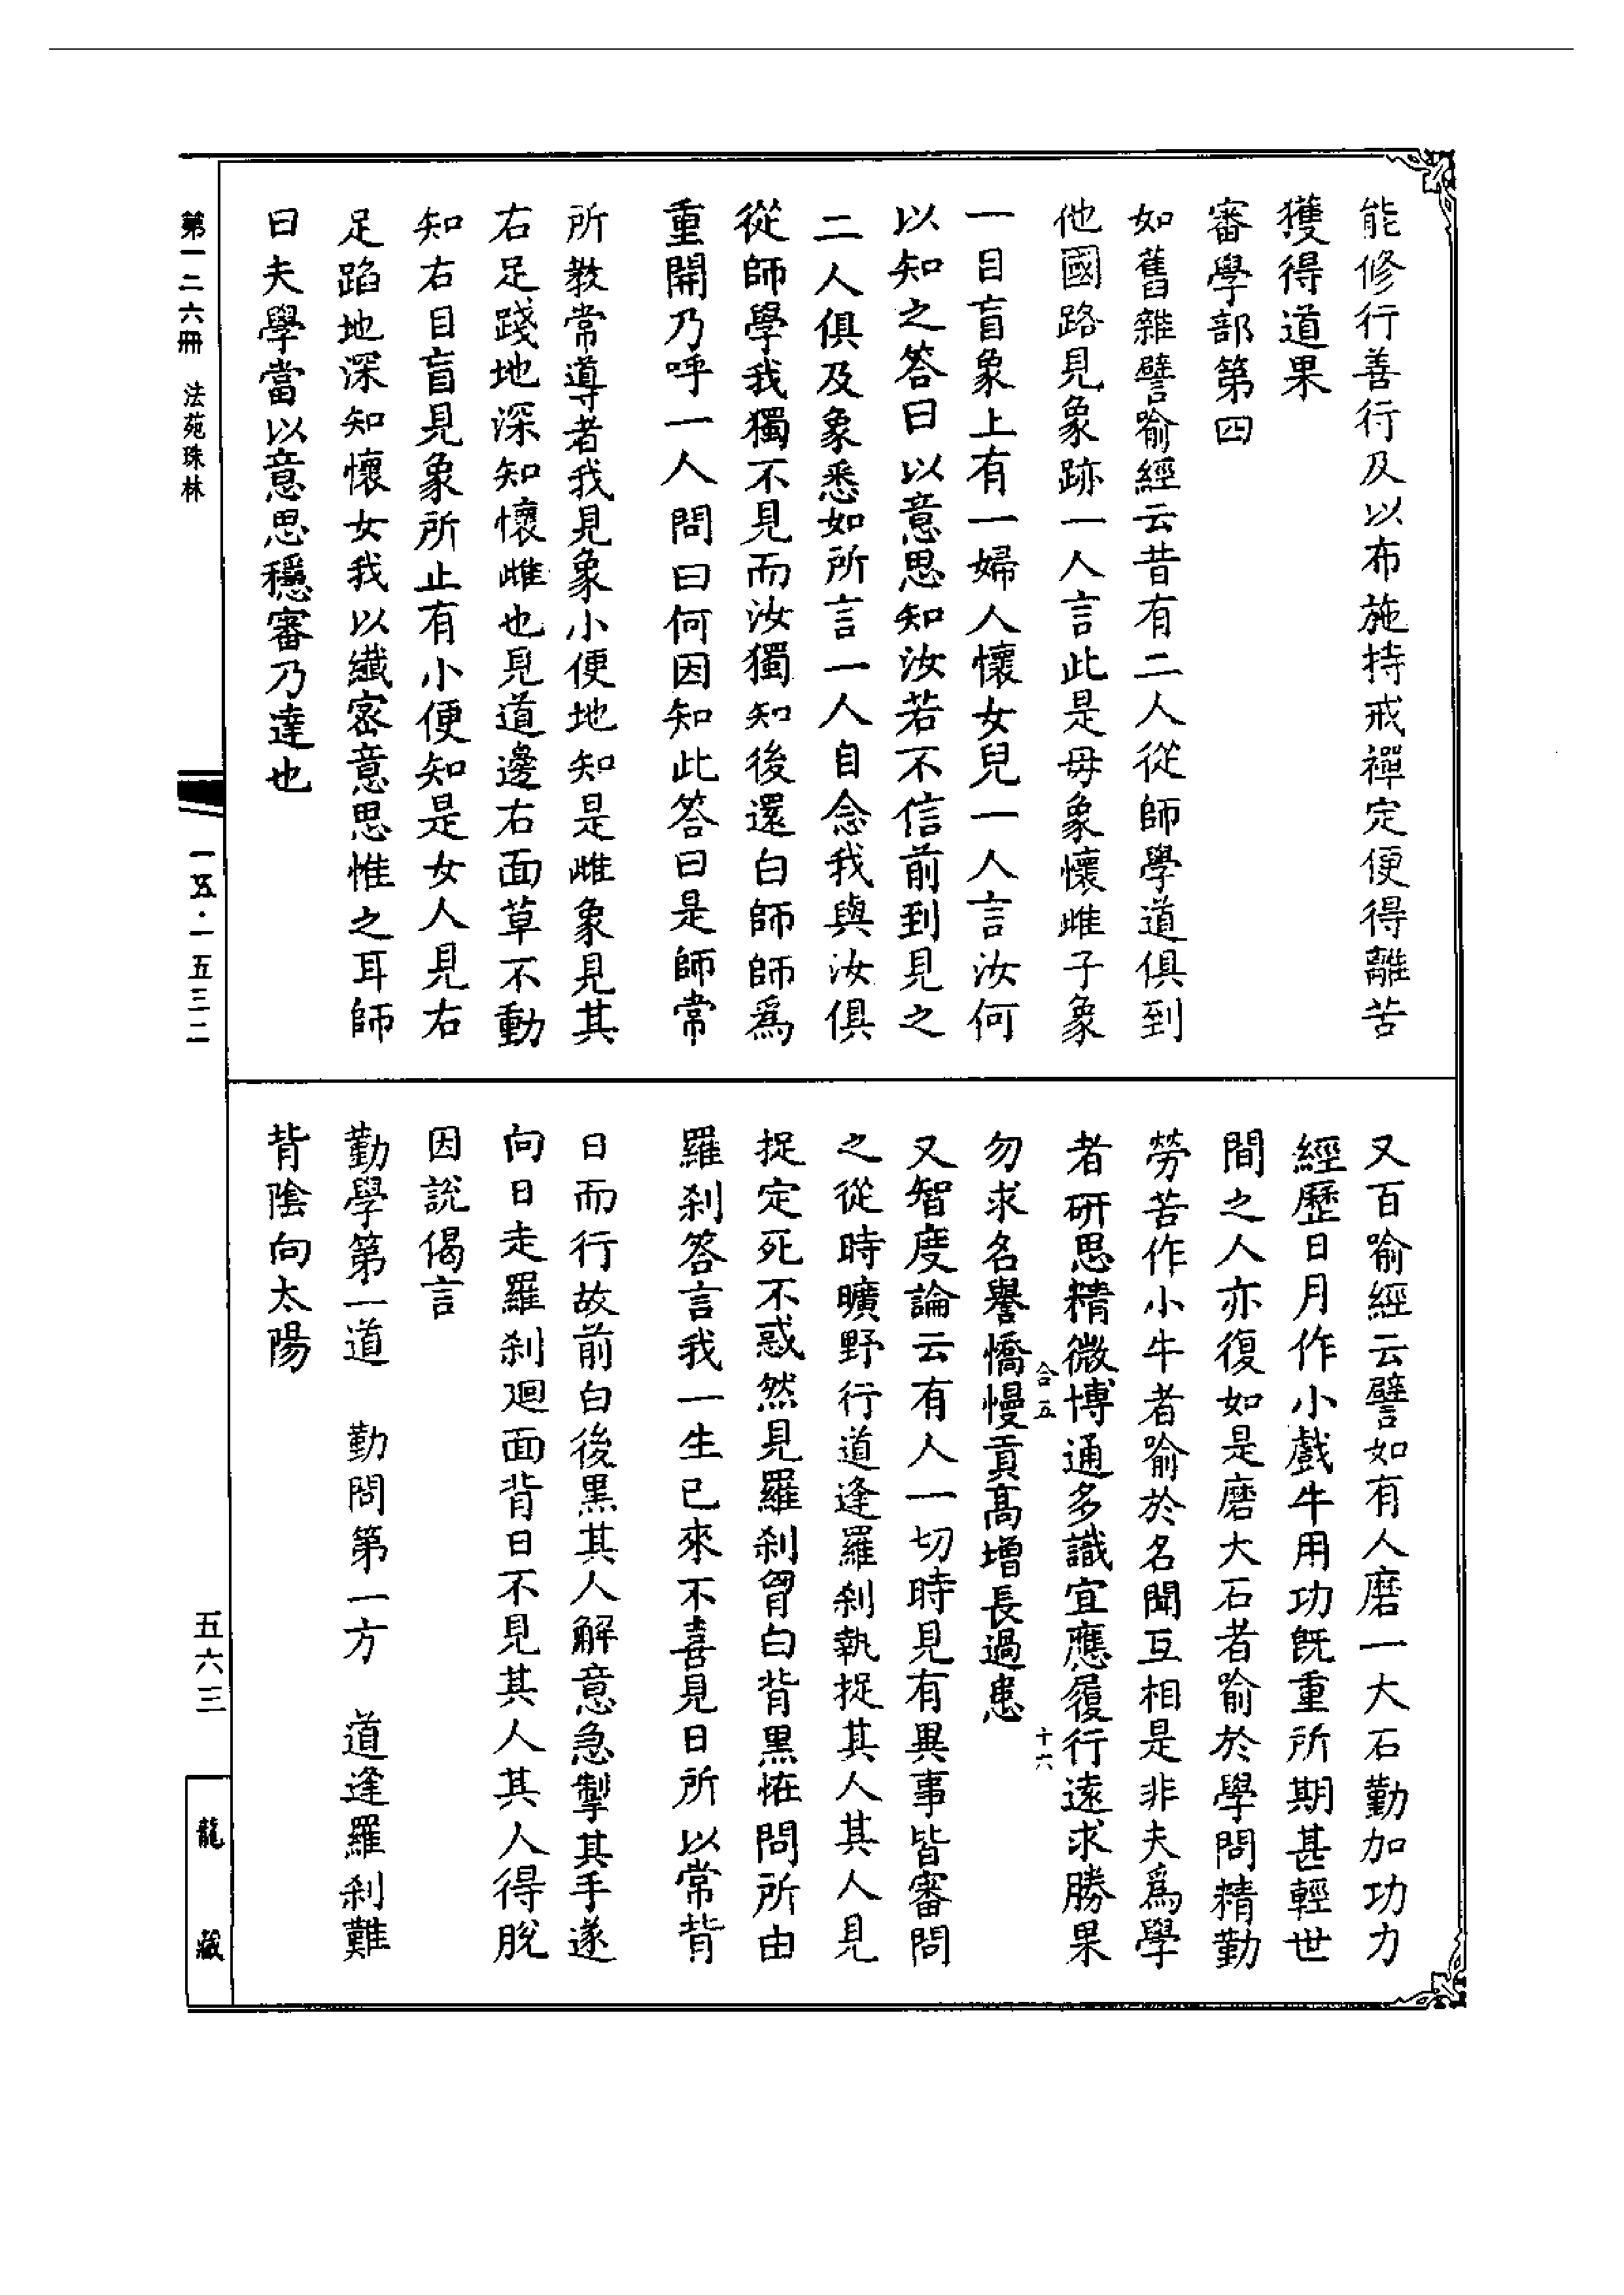 能修行善行及以布施持戒禪定便得離苦
獲得道果
審學部第四
如舊雜譬喻經云昔有二人從師學道俱到
他國路見象跡一人言此是母象懷雌子象
一目盲象上有一婦人懷女兒一人言汝何
以知之答曰以意思知汝若不信前到見之
二人俱及象悉如所言一人自念我與汝俱
從師學我獨不見而汝獨知後還白師師爲
重開乃呼一人問曰何因知此答曰是師常
所教常導者我見象小便地知是雌象見其
右足踐地深知懷雌也見道邊右面草不動
知右目盲見象所止有小便知是女人見右
足蹈地深知懷女我以纖密意思惟之耳師
曰夫學當以意思穩審乃達也
又百喻經云譬如有人磨一大石勤加功力
經歷日月作小戲牛用功旣重所期甚輕世
間之人亦復如是磨大石者喻於學問精勤
勞苦作小牛者喻於名聞互相是非夫爲學
者研思精微博通多識宜應履行遠求勝果
合五 十六
勿求名譽憍慢貢高增長過患
又智度論云有人一切時見有異事皆審問
之從時曠野行道逢羅刹執捉其人其人見
捉定死不惑然見羅刹胷白背黑恠問所由
羅刹答言我一生已來不喜見日所以常背
日而行故前白後黑其人解意急掣其手遂
向日走羅刹迴面背日不見其人其人得脫
因說偈言
勤學第一道 勤問第一方 道逢羅刹難
背陰向太陽
第一二六冊 法苑珠林
一五·一五三二
五六三
龍藏